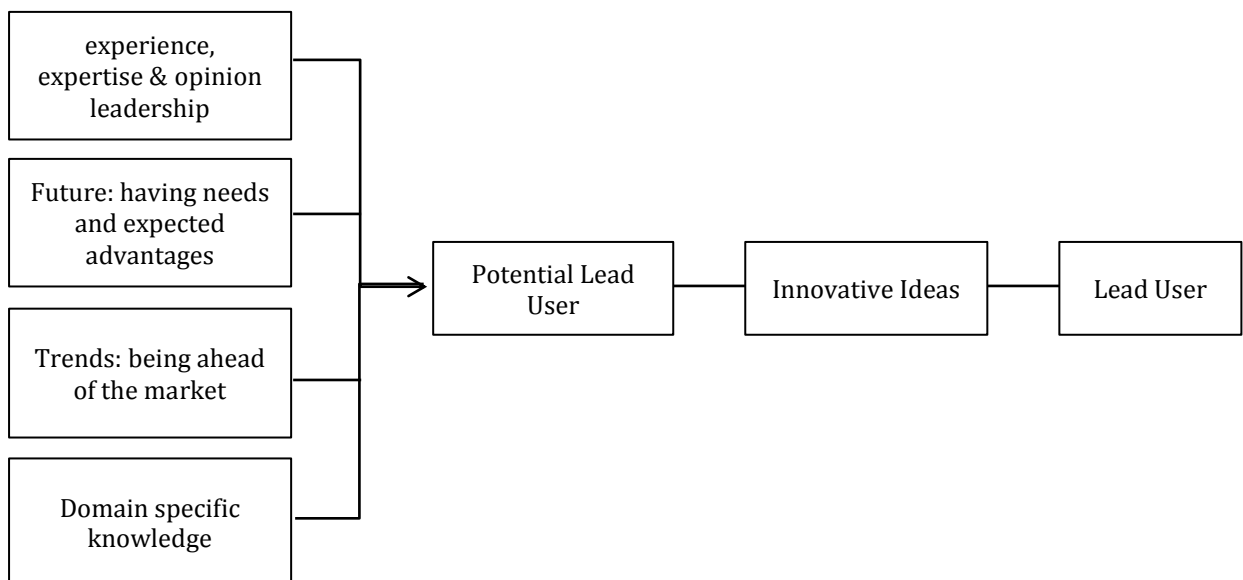 experience,
expertise & opinion
leadership
Future: having needs
and expected
advantages
Trends: being ahead
of the market
Domain specific
knowledge
Potential Lead
User
Innovative Ideas
Lead User